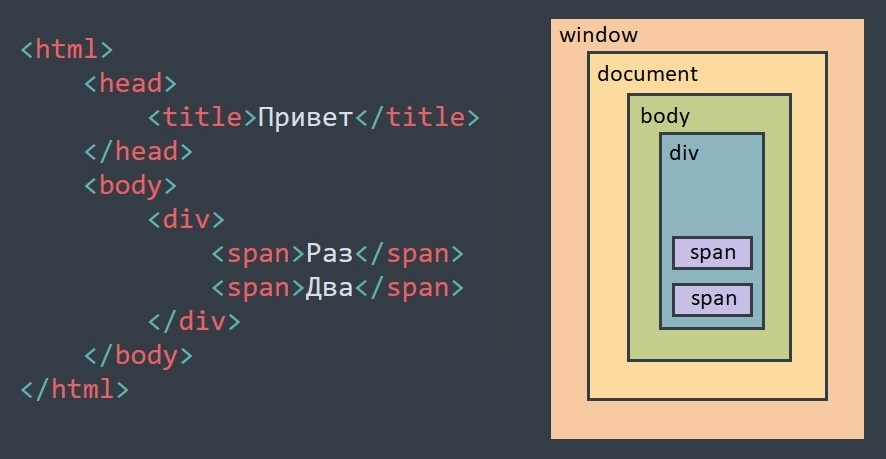 <html>
<head>
<title>Привет</title>
</head>
<body>
<div>
<span>Раз</span>
<span>Два</span>
</div>
</body>
</html>
window
document
body
div
span
span